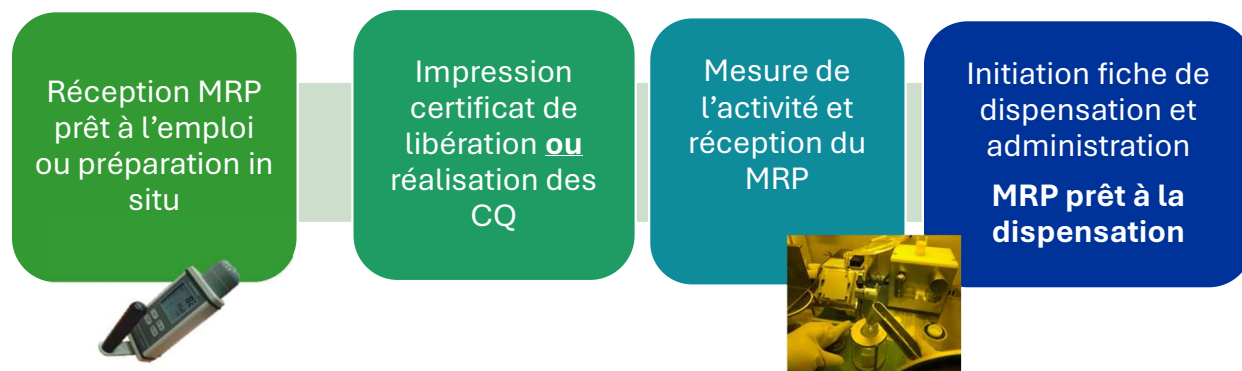 Réception MRP
prêt à l'emploi
ou préparation in
situ
Impression
certificat de
libération ou
réalisation des
CQ
Mesure de
l'activité et
réception du
MRP
Initiation fiche de
dispensation et
administration
MRP prêt à la
dispensation